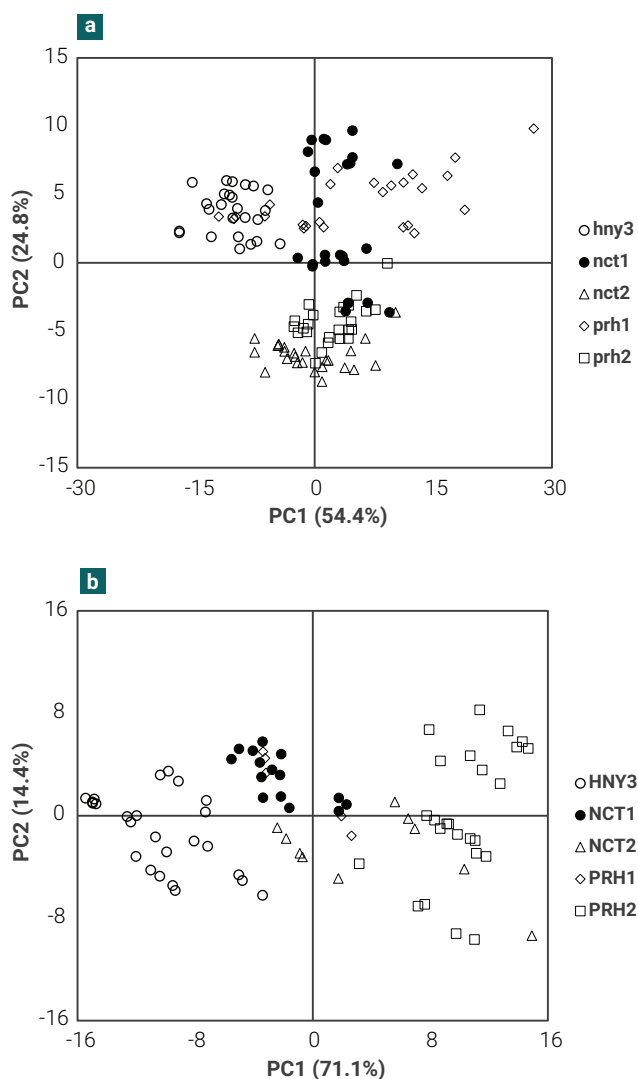 a
15
10
5
0
-5
-10
-15
-30
-15
0
15
30
PC2 (24.8%)
PC1 (54.4%)
hny3
nct1
nct2
prh1
prh2
b
16
8
0
-8
-16
-16
-8
0
8
16
PC2 (14.4%)
PC1 (71.1%)
HNY3
NCT1
NCT2
PRH1
PRH2